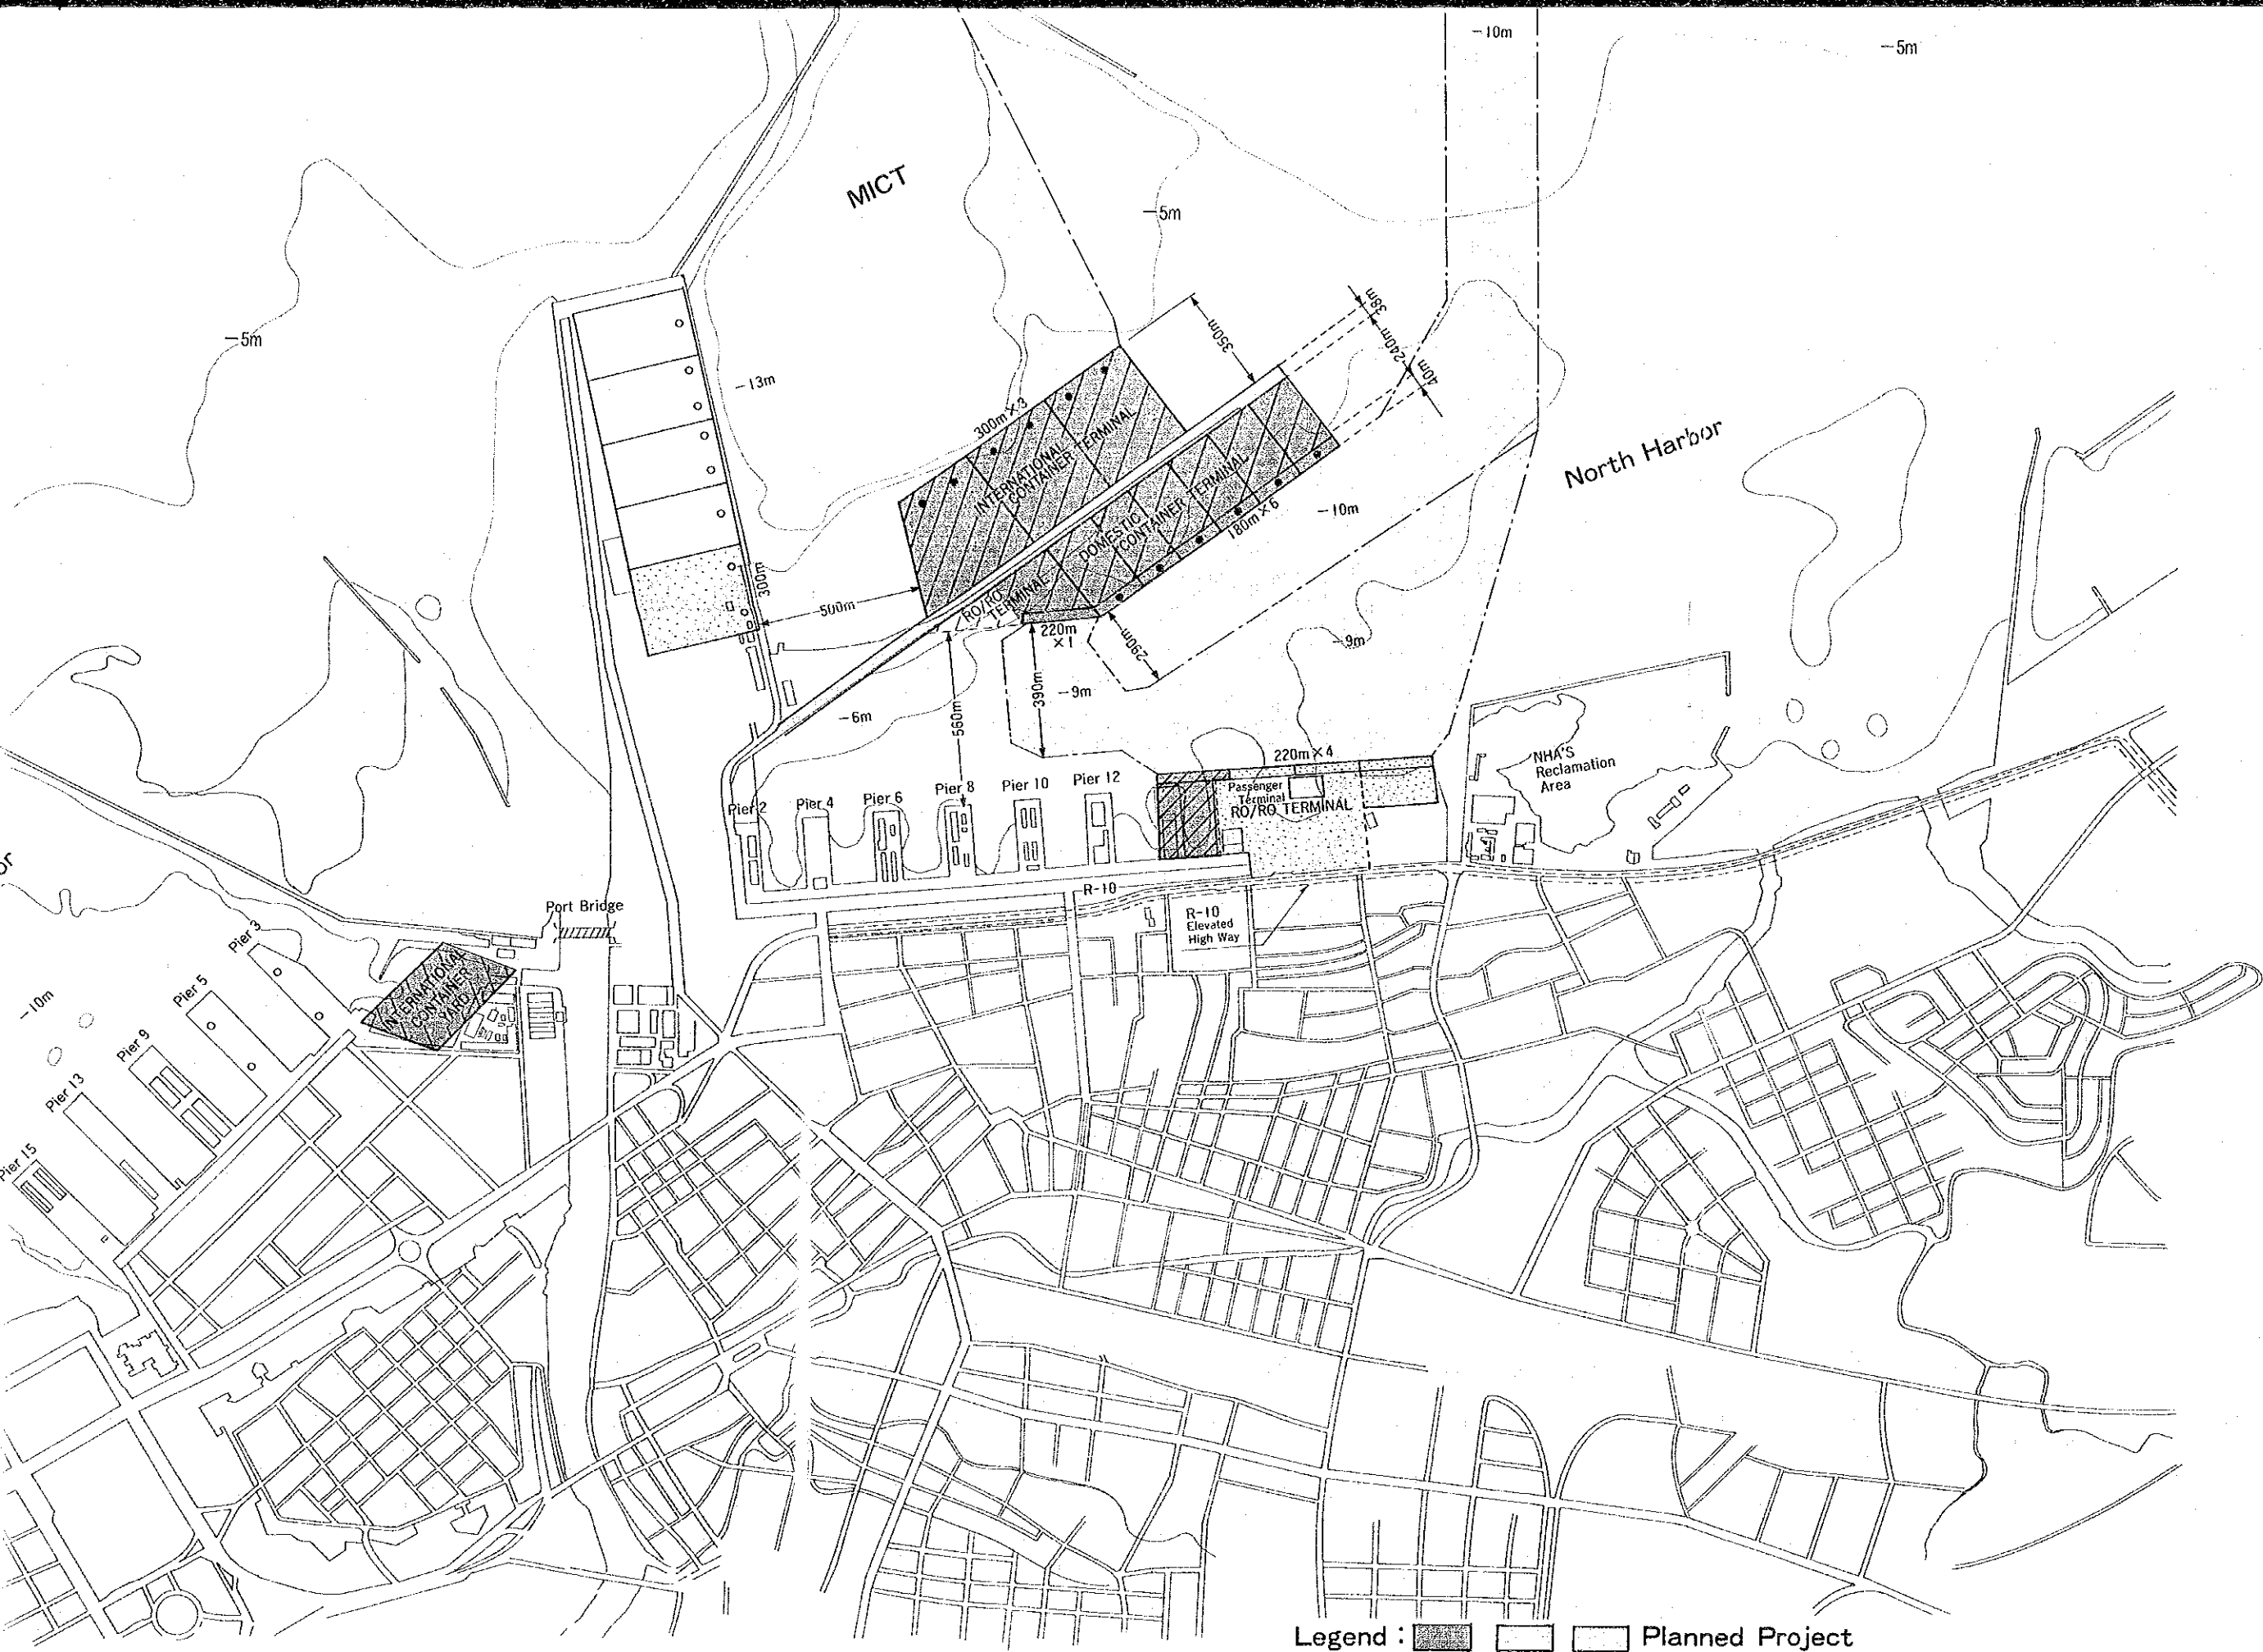 -10m
-5m
MICT
-5m
38m
350m
240m
40m
-5m
-13m
300m×3
INTERNATIONAL
CONTAINER TERMINAL
North Harbor
DOMESTIC
CONTAINER TERMINAL
180m×6
-10m
300m
500m
RO/RO
TERMINAL
220m
×1
290m
-9m
390m
-9m
560m
-6m
220m×4
NHA'S
Reclamation
Area
Pier 2
Pier 4
Pier 6
Pier 8
Pier 10
Pier 12
Passenger
Terminal
RO/RO TERMINAL
or
R-10
Port Bridge
R-10
Elevated
High Way
Pier 3
INTERNATIONAL
CONTAINER
YARD
Pier 5
-10m
Pier 9
Pier 13
Pier 15
Legend : Planned Project